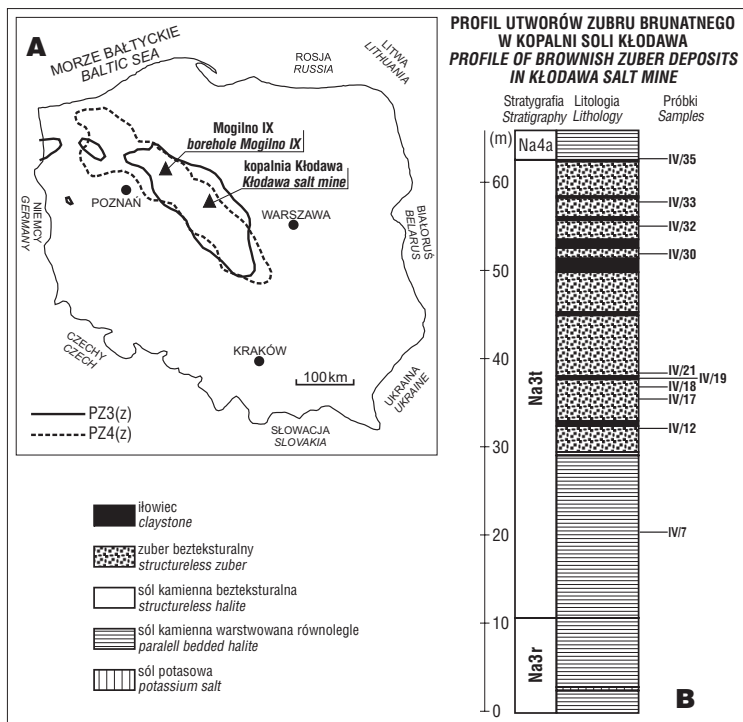 A
MORZE BAŁTYCKIE
BALTIC SEA
ROSJA
RUSSIA
LITWA
LITHUANIA
Mogilno IX
borehole Mogilno IX
kopalnia Kłodawa
Kłodawa salt mine
POZNAŃ
WARSZAWA
NIEMCY
GERMANY
BIAŁORUŚ
BELARUS
CZECHY
CZECH
KRAKÓW
100 km
UKRAINA
UKRAINE
SŁOWACJA
SLOVAKIA
PZ3(z)
PZ4(z)
iłowiec
claystone
zuber bezteksturalny
structureless zuber
sól kamienna bezteksturalna
structureless halite
sól kamienna warstwowana równolegle
paralell bedded halite
sól potasowa
potassium salt
PROFIL UTWORÓW ZUBRU BRUNATNEGO
W KOPALNI SOLI KŁODAWA
PROFILE OF BROWNISH ZUBER DEPOSITS
IN KŁODAWA SALT MINE
Stratygrafia
Stratigraphy
Litologia
Lithology
Próbki
Samples
(m)
60
50
40
30
20
10
0
Na4a
Na3t
Na3r
IV/35
IV/33
IV/32
IV/30
IV/21
IV/19
IV/18
IV/17
IV/12
IV/7
B